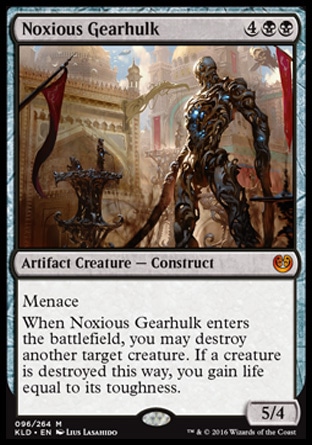 Noxious Gearhulk 4
Artifact Creature — Construct
Menace
When Noxious Gearhulk enters
the battlefield, you may destroy
another target creature. If a creature
is destroyed this way, you gain life
equal to its toughness.
5/4
096/264 M
KLD • EN Lius Lasahido
™ & © 2016 Wizards of the Coast